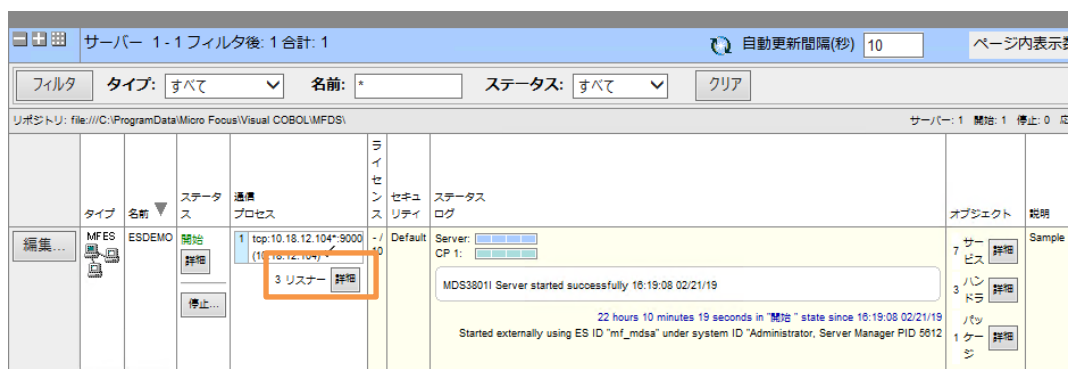 サーバー 1 - 1 フィルタ後: 1 合計: 1
自動更新間隔(秒) 10
ページ内表示数
フィルタ タイプ: すべて 名前: * ステータス: すべて クリア
リポジトリ: file:///C:\ProgramData\Micro Focus\Visual COBOL\MFDS\
サーバー: 1 開始: 1 停止: 0
タイプ
名前
ステータ
ス
通信
プロセス
ライセンス
セキュ
リティ
ステータス
ログ
オブジェクト
説明
編集...
MFES
ESDEMO
開始
詳細
停止...
1 tcp:10.18.12.104*:9000
(10.18.12.104)
3 リスナー 詳細
- /
10
Default
Server:
CP 1:
MDS3801I Server started successfully 16:19:08 02/21/19
22 hours 10 minutes 19 seconds in "開始 " state since 16:19:08 02/21/19
Started externally using ES ID "mf_mdsa" under system ID "Administrator, Server Manager PID 5612
7 サービス 詳細
3 ハンドラ 詳細
1 パッケージ 詳細
Sample